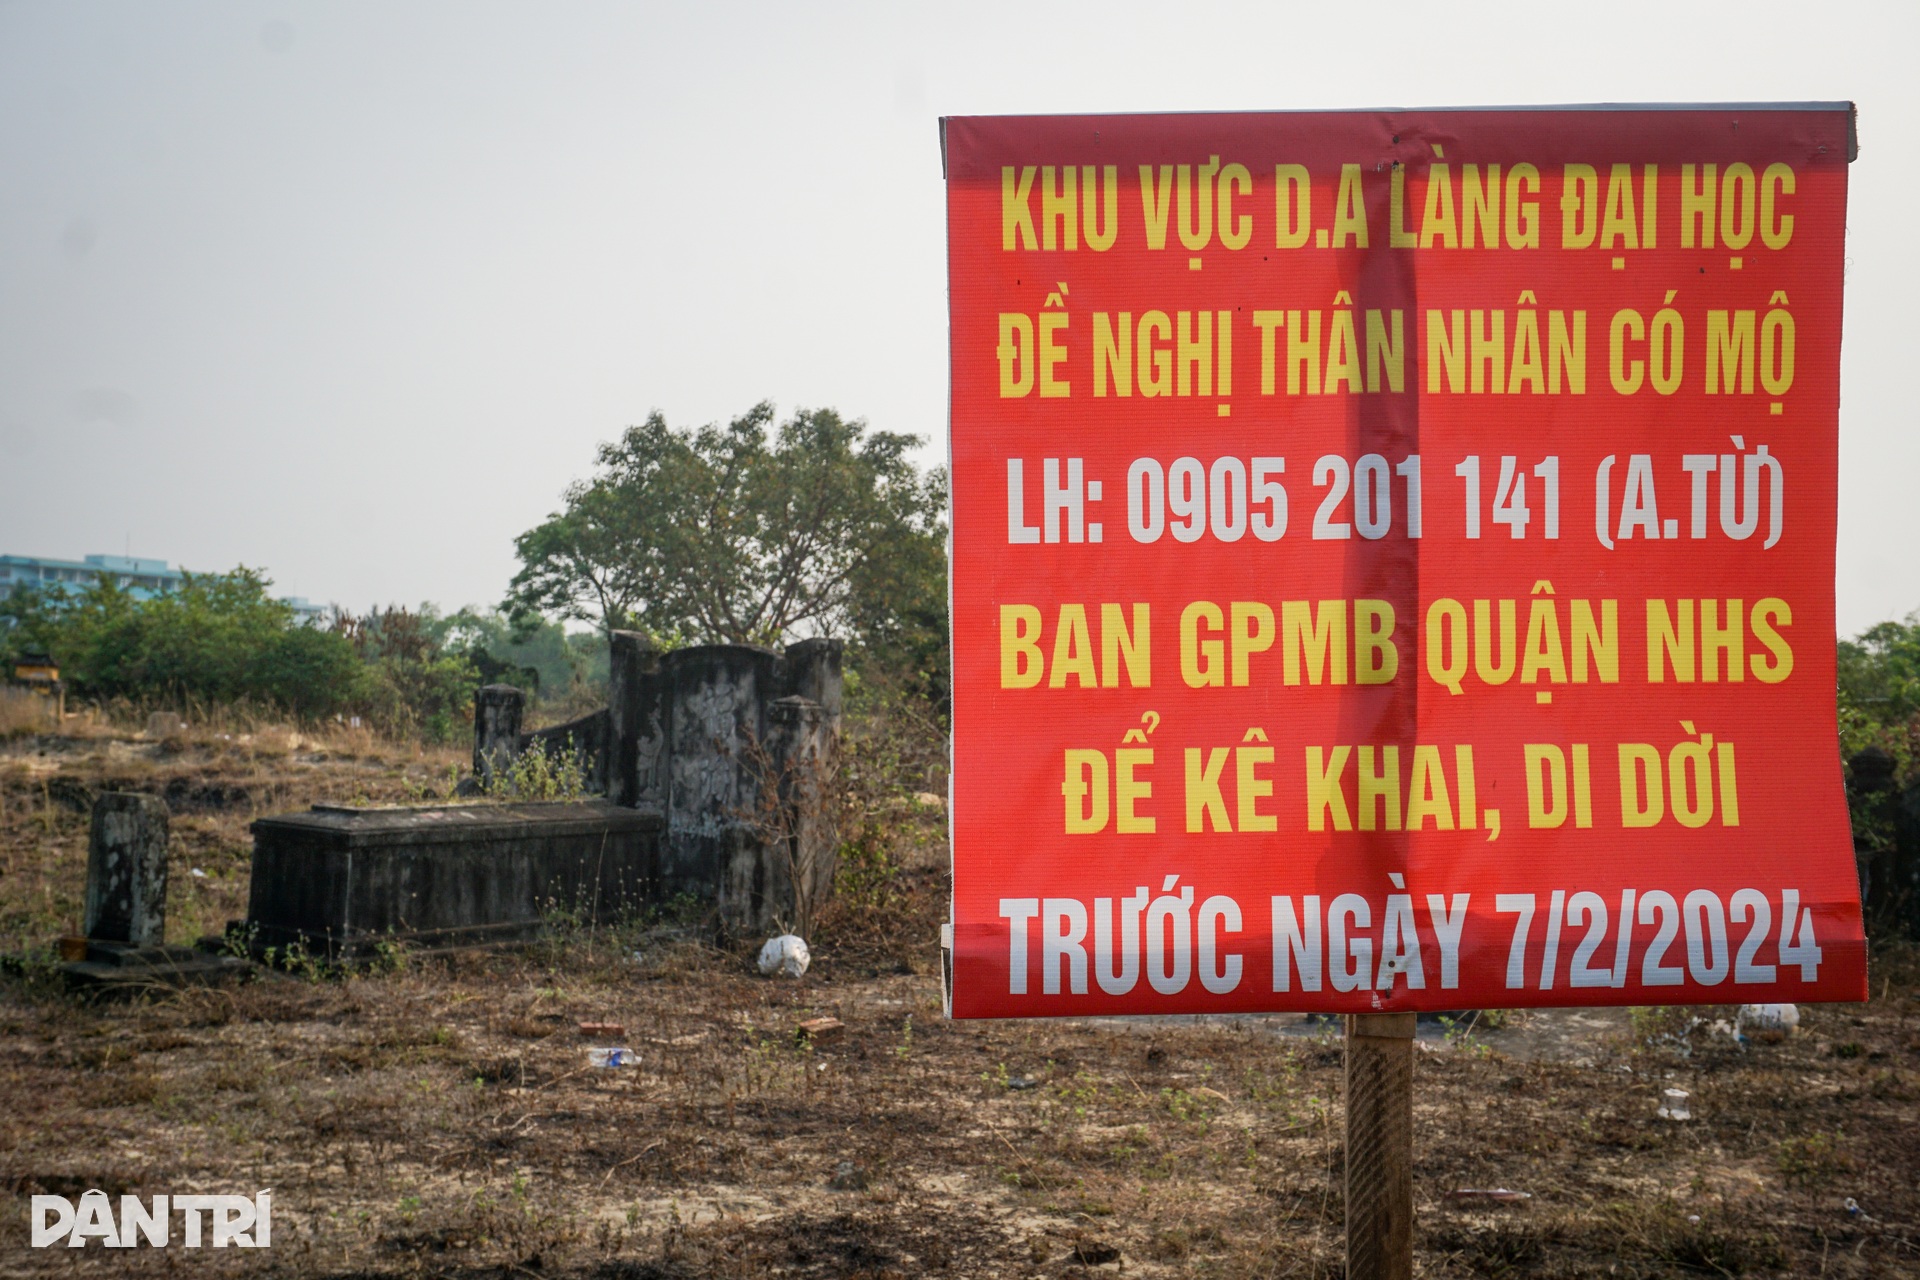 KHU VỰC D.A LÀNG ĐẠI HỌC
ĐỀ NGHỊ THÂN NHÂN CÓ MỘ
LH: 0905 201 141 (A.TỪ)
BAN GPMB QUẬN NHS
ĐỂ KÊ KHAI, DI DỜI
TRƯỚC NGÀY 7/2/2024
DÂN TRÍ